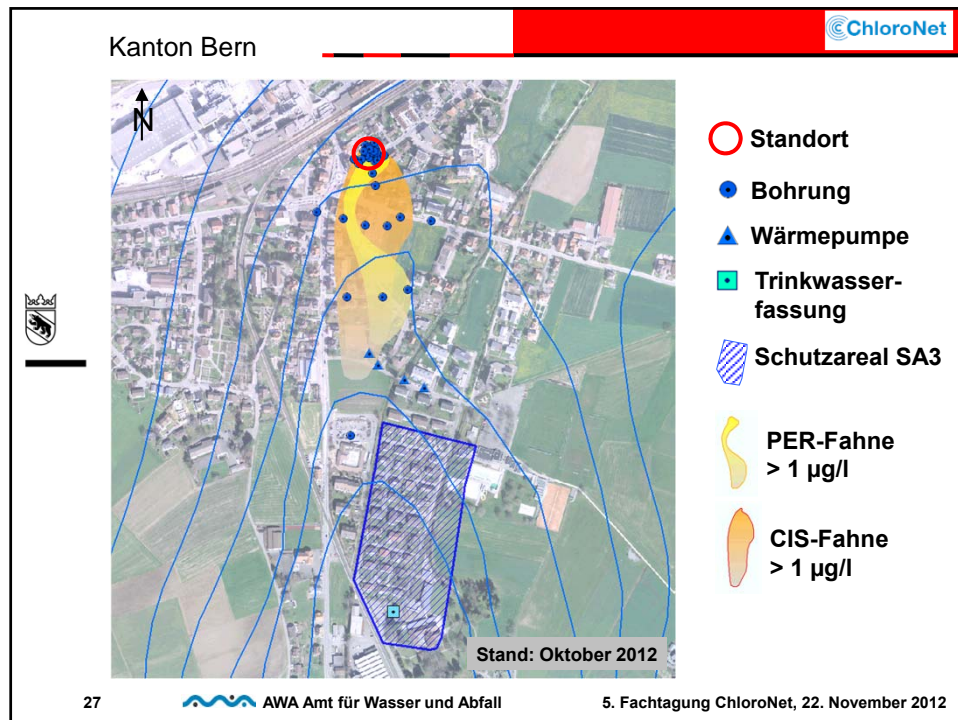 ChloroNet
Kanton Bern
N
Standort
Bohrung
Wärmepumpe
Trinkwasser-
fassung
Schutzareal SA3
PER-Fahne
> 1 µg/l
CIS-Fahne
> 1 µg/l
Stand: Oktober 2012
27 AWA Amt für Wasser und Abfall 5. Fachtagung ChloroNet, 22. November 2012